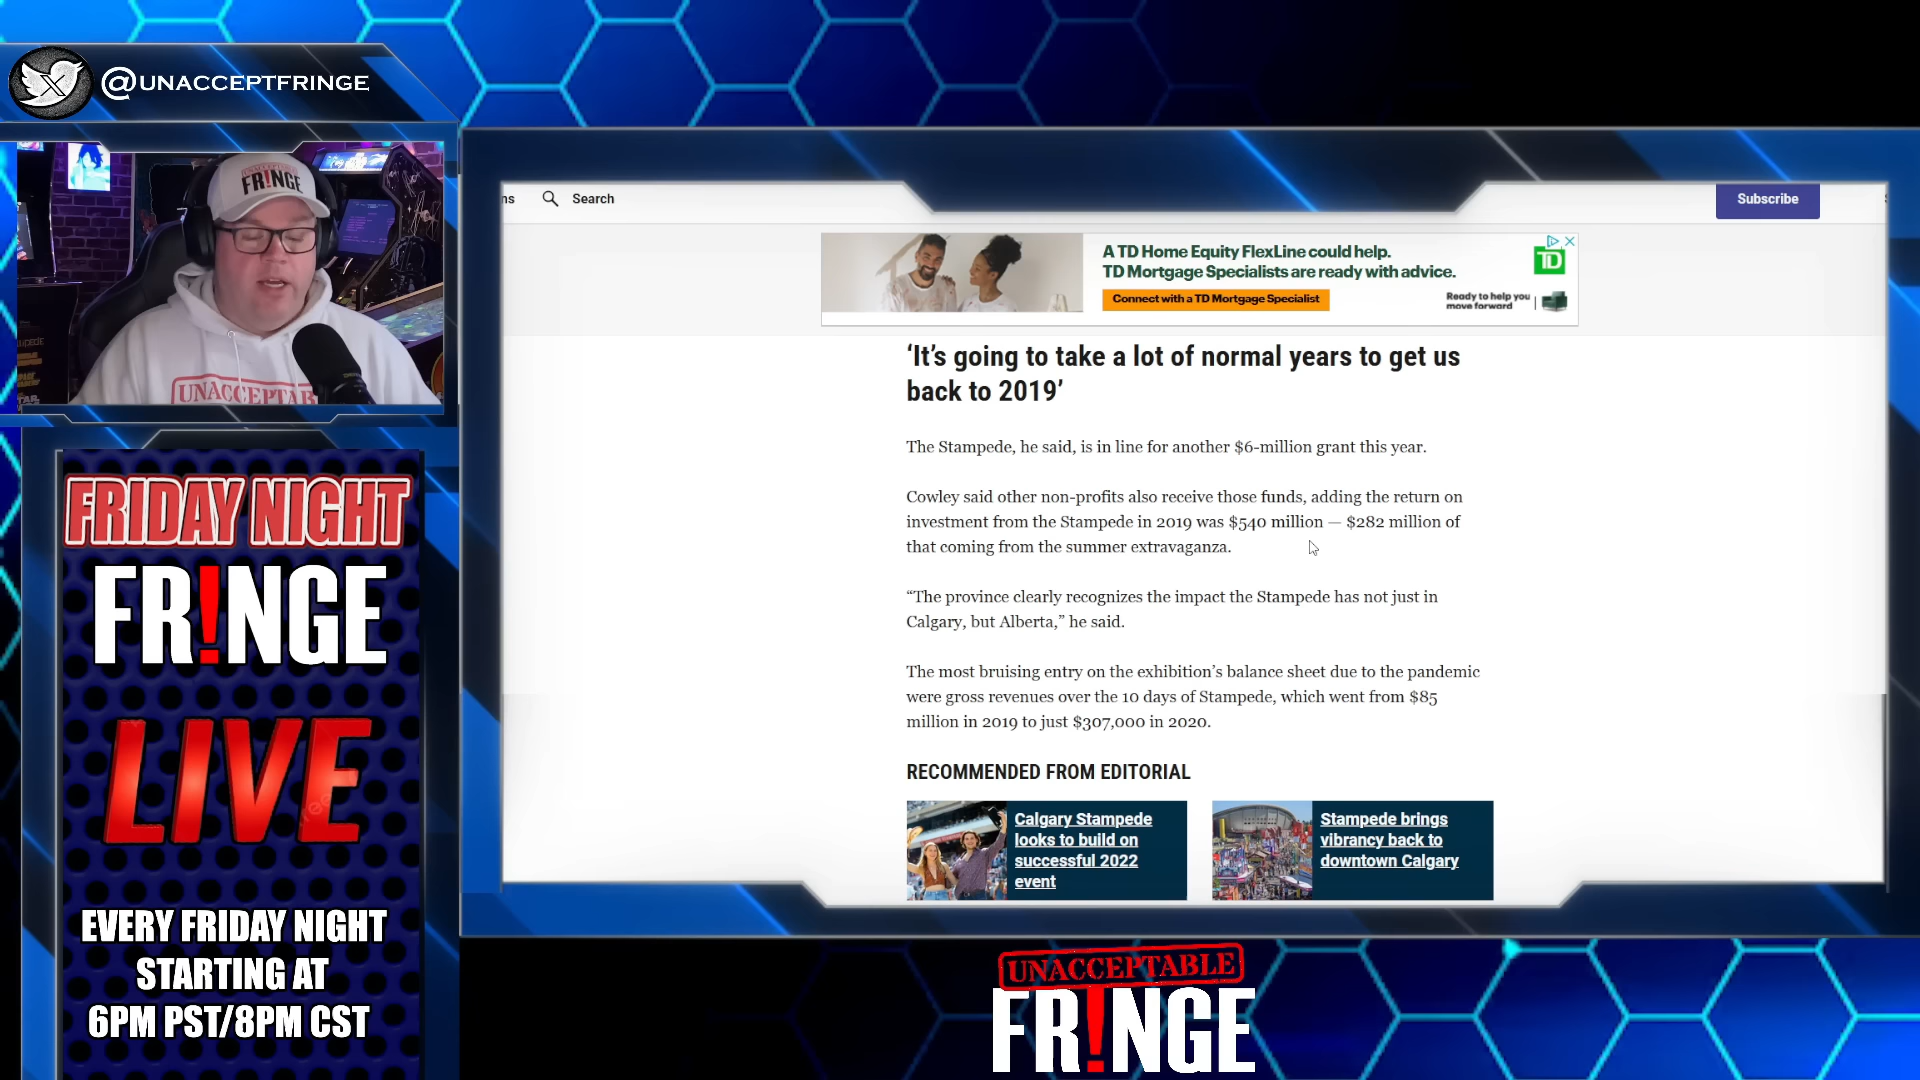 @UNACCEPTFRINGE
FR!NGE
UNACCEPTAB
FRIDAY NIGHT
FR!NGE
LIVE
EVERY FRIDAY NIGHT
STARTING AT
6PM PST/8PM CST
ns
Search
Subscribe
A TD Home Equity FlexLine could help.
TD Mortgage Specialists are ready with advice.
Connect with a TD Mortgage Specialist
TD
Ready to help you
move forward
‘It’s going to take a lot of normal years to get us
back to 2019’
The Stampede, he said, is in line for another $6-million grant this year.
Cowley said other non-profits also receive those funds, adding the return on
investment from the Stampede in 2019 was $540 million — $282 million of
that coming from the summer extravaganza.
“The province clearly recognizes the impact the Stampede has not just in
Calgary, but Alberta,” he said.
The most bruising entry on the exhibition’s balance sheet due to the pandemic
were gross revenues over the 10 days of Stampede, which went from $85
million in 2019 to just $307,000 in 2020.
RECOMMENDED FROM EDITORIAL
Calgary Stampede
looks to build on
successful 2022
event
Stampede brings
vibrancy back to
downtown Calgary
UNACCEPTABLE
FR!NGE